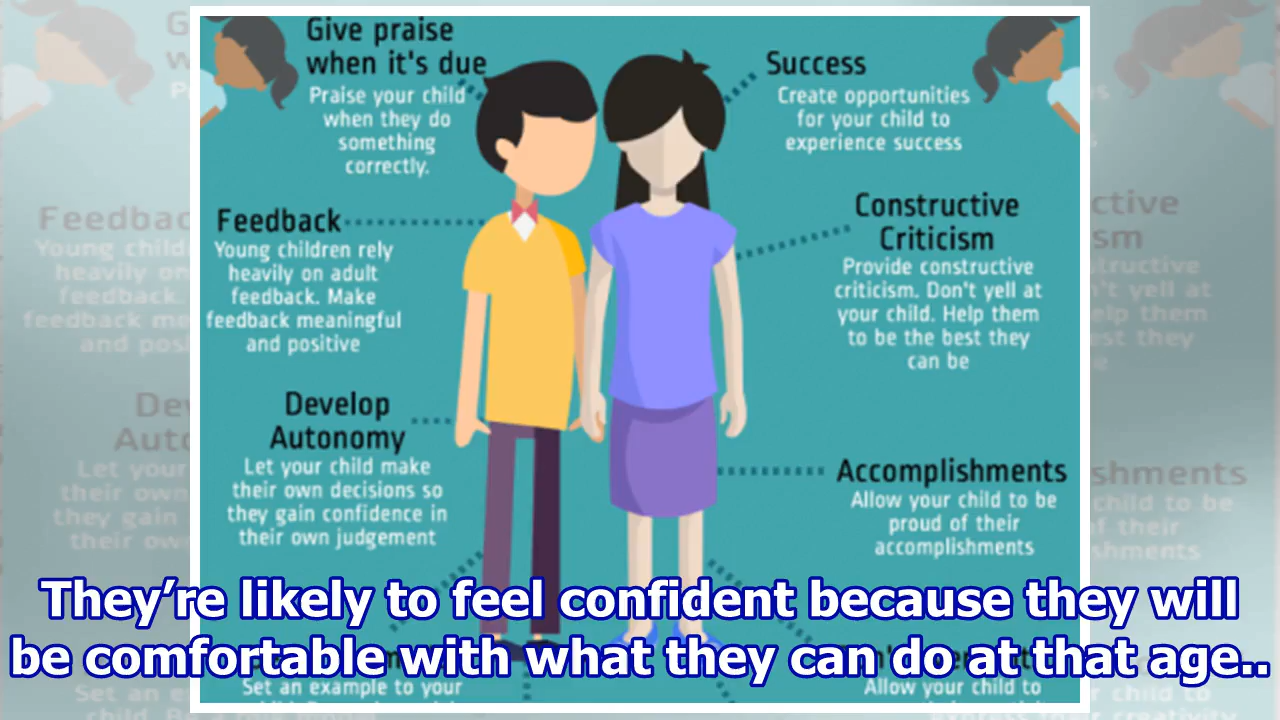 Give praise
when it's due
Praise your child
when they do
something
correctly.
Success
Create opportunities
for your child to
experience success
Feedback
Young children rely
heavily on adult
feedback. Make
feedback meaningful
and positive
Constructive
Criticism
Provide constructive
criticism. Don't yell at
your child. Help them
to be the best they
can be
Develop
Autonomy
Let your child make
their own decisions so
they gain confidence in
their own judgement
Accomplishments
Allow your child to be
proud of their
accomplishments
They’re likely to feel confident because they will
be comfortable with what they can do at that age..
Set an example to your
Allow your child to